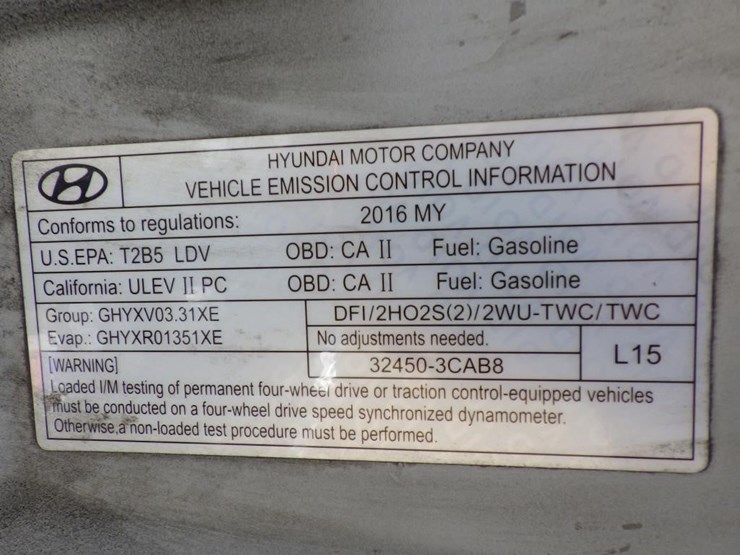 HYUNDAI MOTOR COMPANY
VEHICLE EMISSION CONTROL INFORMATION
Conforms to regulations: 2016 MY
U.S.EPA: T2B5 LDV OBD: CA II Fuel: Gasoline
California: ULEV II PC OBD: CA II Fuel: Gasoline
Group: GHYXV03.31XE DFI/2HO2S(2)/2WU-TWC/TWC
Evap.: GHYXR01351XE No adjustments needed.
32450-3CAB8 L15
[WARNING]
Loaded I/M testing of permanent four-wheel drive or traction control-equipped vehicles
must be conducted on a four-wheel drive speed synchronized dynamometer.
Otherwise,a non-loaded test procedure must be performed.